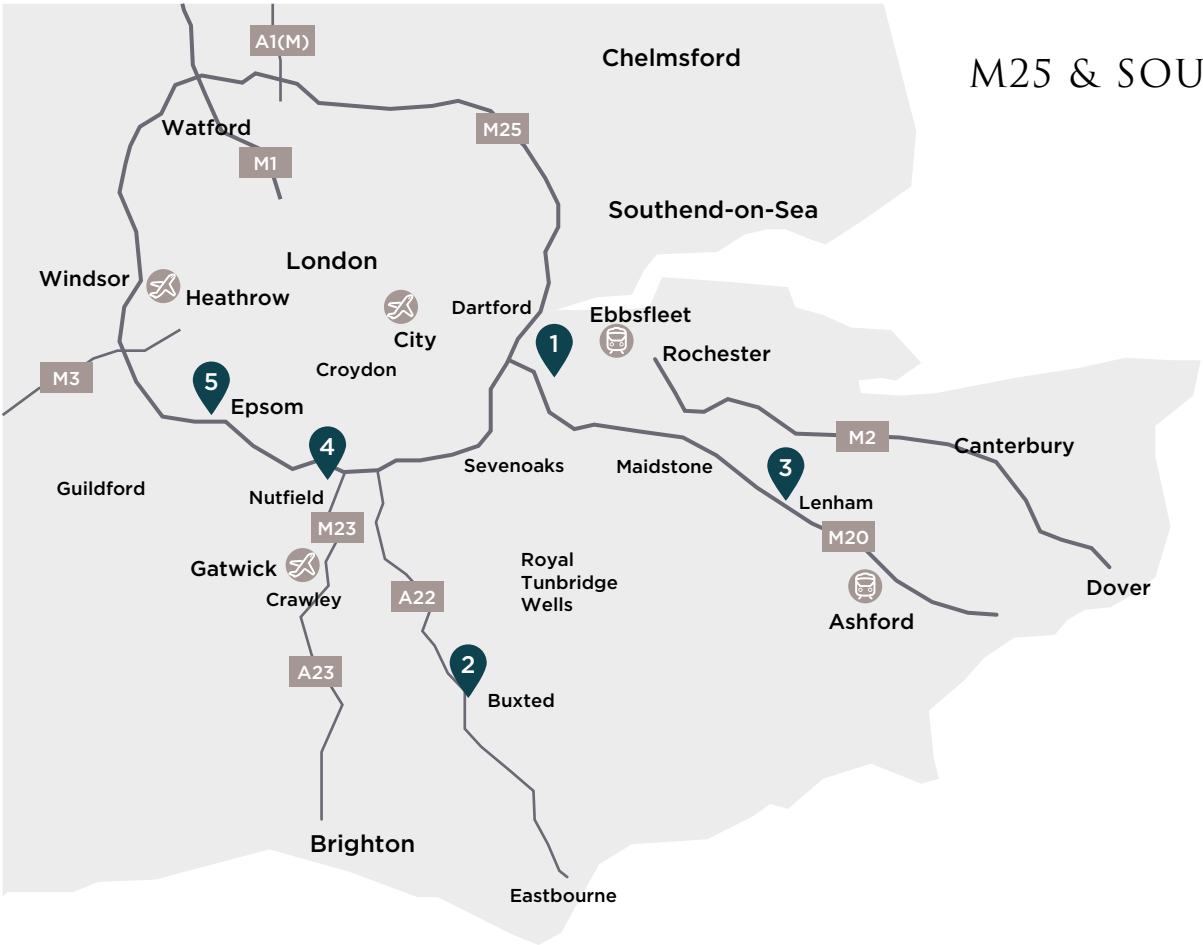 A1(M)
Chelmsford
M25 & SOU
Watford
M25
M1
Southend-on-Sea
London
Windsor
Heathrow
Dartford
Ebbsfleet
City
1
Rochester
Croydon
M3
5
Epsom
M2
4
Canterbury
Sevenoaks
Maidstone
3
Guildford
Nutfield
Lenham
M23
M20
Gatwick
Royal
Tunbridge
Wells
Crawley
A22
Dover
Ashford
A23
2
Buxted
Brighton
Eastbourne